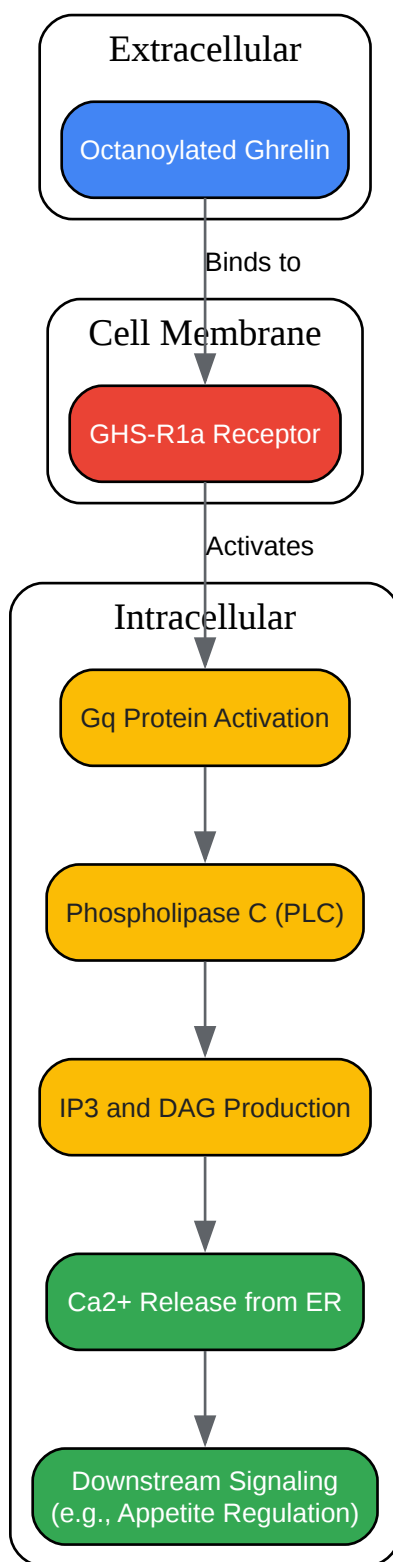 Extracellular
Octanoylated Ghrelin
Binds to
Cell Membrane
GHS-R1a Receptor
Activates
Intracellular
Gq Protein Activation
Phospholipase C (PLC)
IP3 and DAG Production
Ca2+ Release from ER
Downstream Signaling
(e.g., Appetite Regulation)